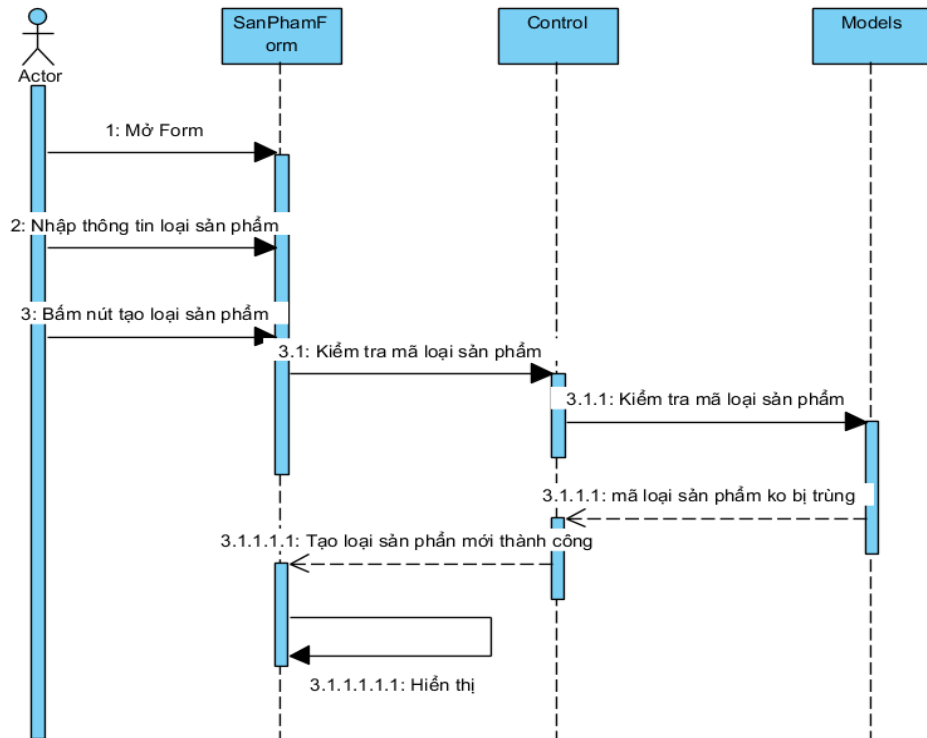 SanPhamF
orm
Control
Models
Actor
1: Mở Form
2: Nhập thông tin loại sản phẩm
3: Bấm nút tạo loại sản phẩm
3.1: Kiểm tra mã loại sản phẩm
3.1.1: Kiểm tra mã loại sản phẩm
3.1.1.1: mã loại sản phẩm ko bị trùng
3.1.1.1.1: Tạo loại sản phẩn mới thành công
3.1.1.1.1.1: Hiển thị